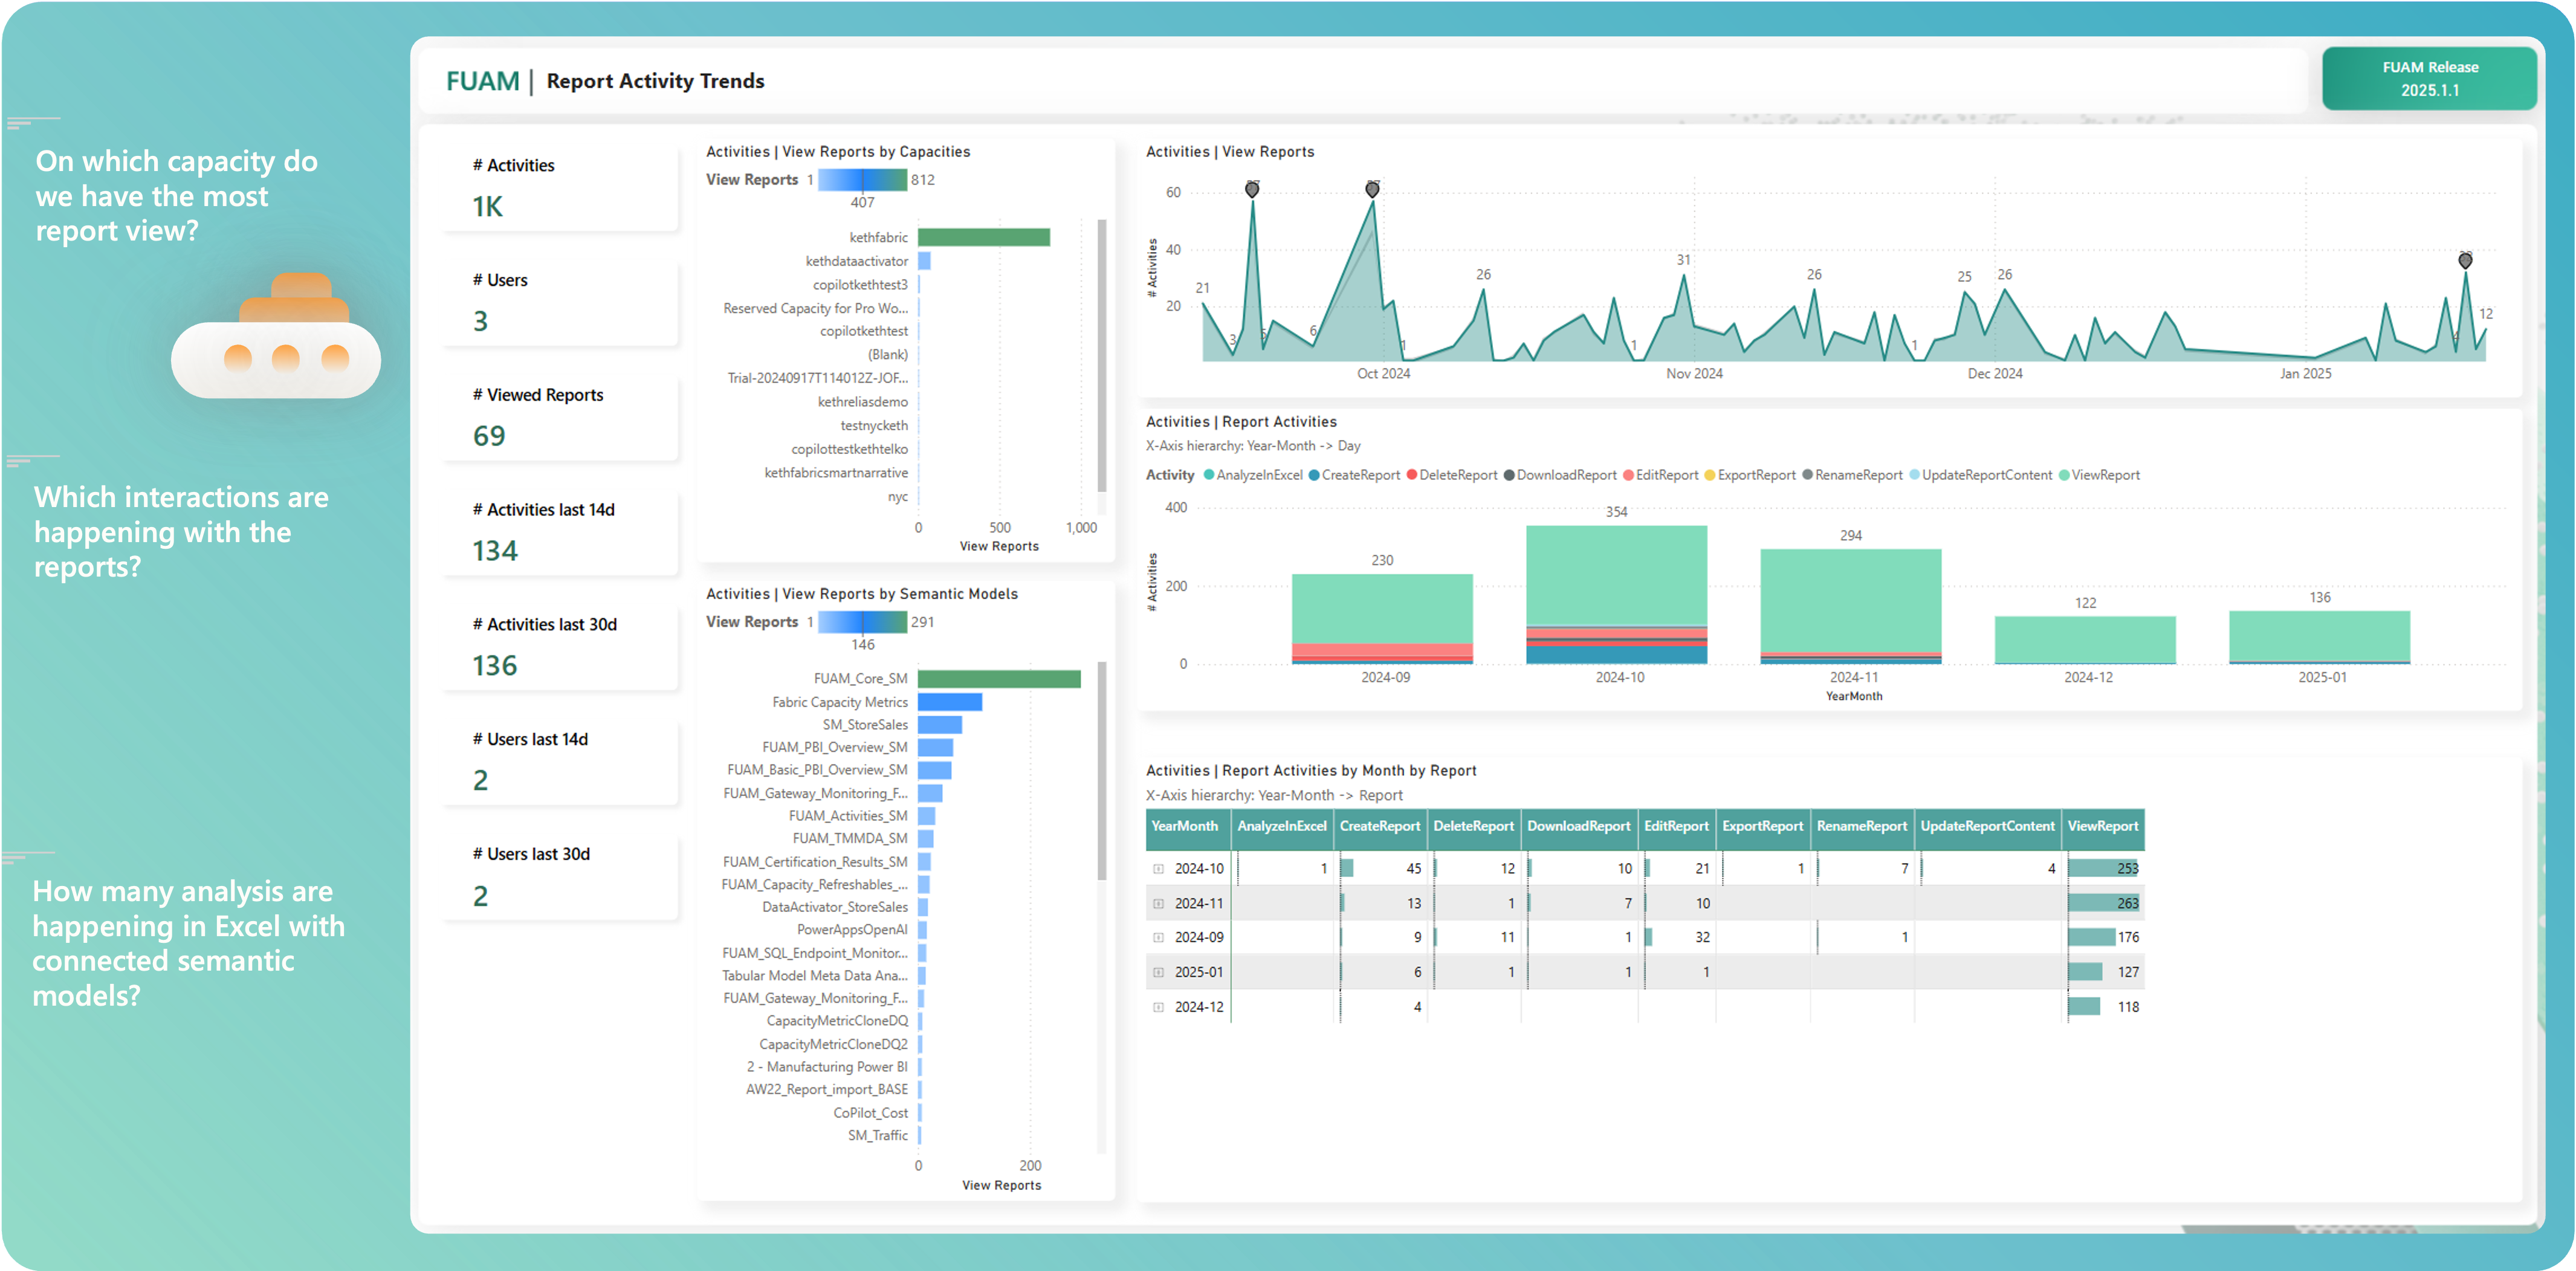 FUAM | Report Activity Trends
FUAM Release
2025.1.1
On which capacity do
we have the most
report view?
Which interactions are
happening with the
reports?
How many analysis are
happening in Excel with
connected semantic
models?
# Activities
1K
# Users
3
# Viewed Reports
69
# Activities last 14d
134
# Activities last 30d
136
# Users last 14d
2
# Users last 30d
2
Activities | View Reports by Capacities
View Reports 1 812
407
kethfabric
kethdataactivator
copilotkethtest3
Reserved Capacity for Pro Wo...
copilotkethtest
(Blank)
Trial-20240917T114012Z-JOF...
kethreliasdemo
testnycketh
copilottestkethtelko
kethfabricsmartnarrative
nyc
0 500 1,000
View Reports
Activities | View Reports by Semantic Models
View Reports 1 291
146
FUAM_Core_SM
Fabric Capacity Metrics
SM_StoreSales
FUAM_PBI_Overview_SM
FUAM_Basic_PBI_Overview_SM
FUAM_Gateway_Monitoring_F...
FUAM_Activities_SM
FUAM_TMMDA_SM
FUAM_Certification_Results_SM
FUAM_Capacity_Refreshables_...
DataActivator_StoreSales
PowerAppsOpenAI
FUAM_SQL_Endpoint_Monitor...
Tabular Model Meta Data Ana...
FUAM_Gateway_Monitoring_F...
CapacityMetricCloneDQ
CapacityMetricCloneDQ2
2 - Manufacturing Power BI
AW22_Report_import_BASE
CoPilot_Cost
SM_Traffic
0 200
View Reports
Activities | View Reports
# Activities
60
40
20
21 3 5 6 1 26 1 31 26 1 25 26 4 12
Oct 2024 Nov 2024 Dec 2024 Jan 2025
Activities | Report Activities
X-Axis hierarchy: Year-Month -> Day
Activity AnalyzeInExcel CreateReport DeleteReport DownloadReport EditReport ExportReport RenameReport UpdateReportContent ViewReport
# Activities
400
200
0
230 354 294 122 136
2024-09 2024-10 2024-11 2024-12 2025-01
YearMonth
Activities | Report Activities by Month by Report
X-Axis hierarchy: Year-Month -> Report
YearMonth AnalyzeInExcel CreateReport DeleteReport DownloadReport EditReport ExportReport RenameReport UpdateReportContent ViewReport
2024-10 1 45 12 10 21 1 7 4 253
2024-11 13 1 7 10 263
2024-09 9 11 1 32 1 176
2025-01 6 1 1 1 127
2024-12 4 118